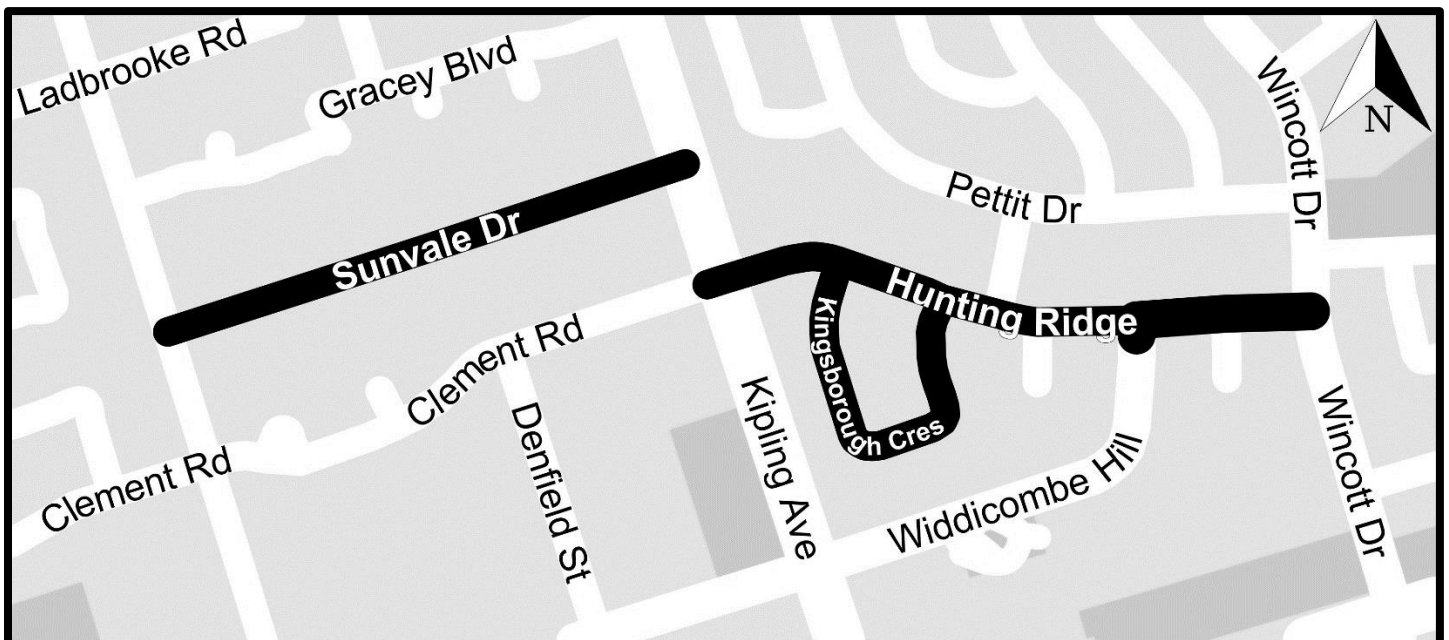 Ladbrooke Rd
Gracey Blvd
Wincott Dr
N
Pettit Dr
Sunvale Dr
Hunting Ridge
Kingsborough Cres
Clement Rd
Kipling Ave
Denfield St
Wincott Dr
Clement Rd
Widdicombe Hill